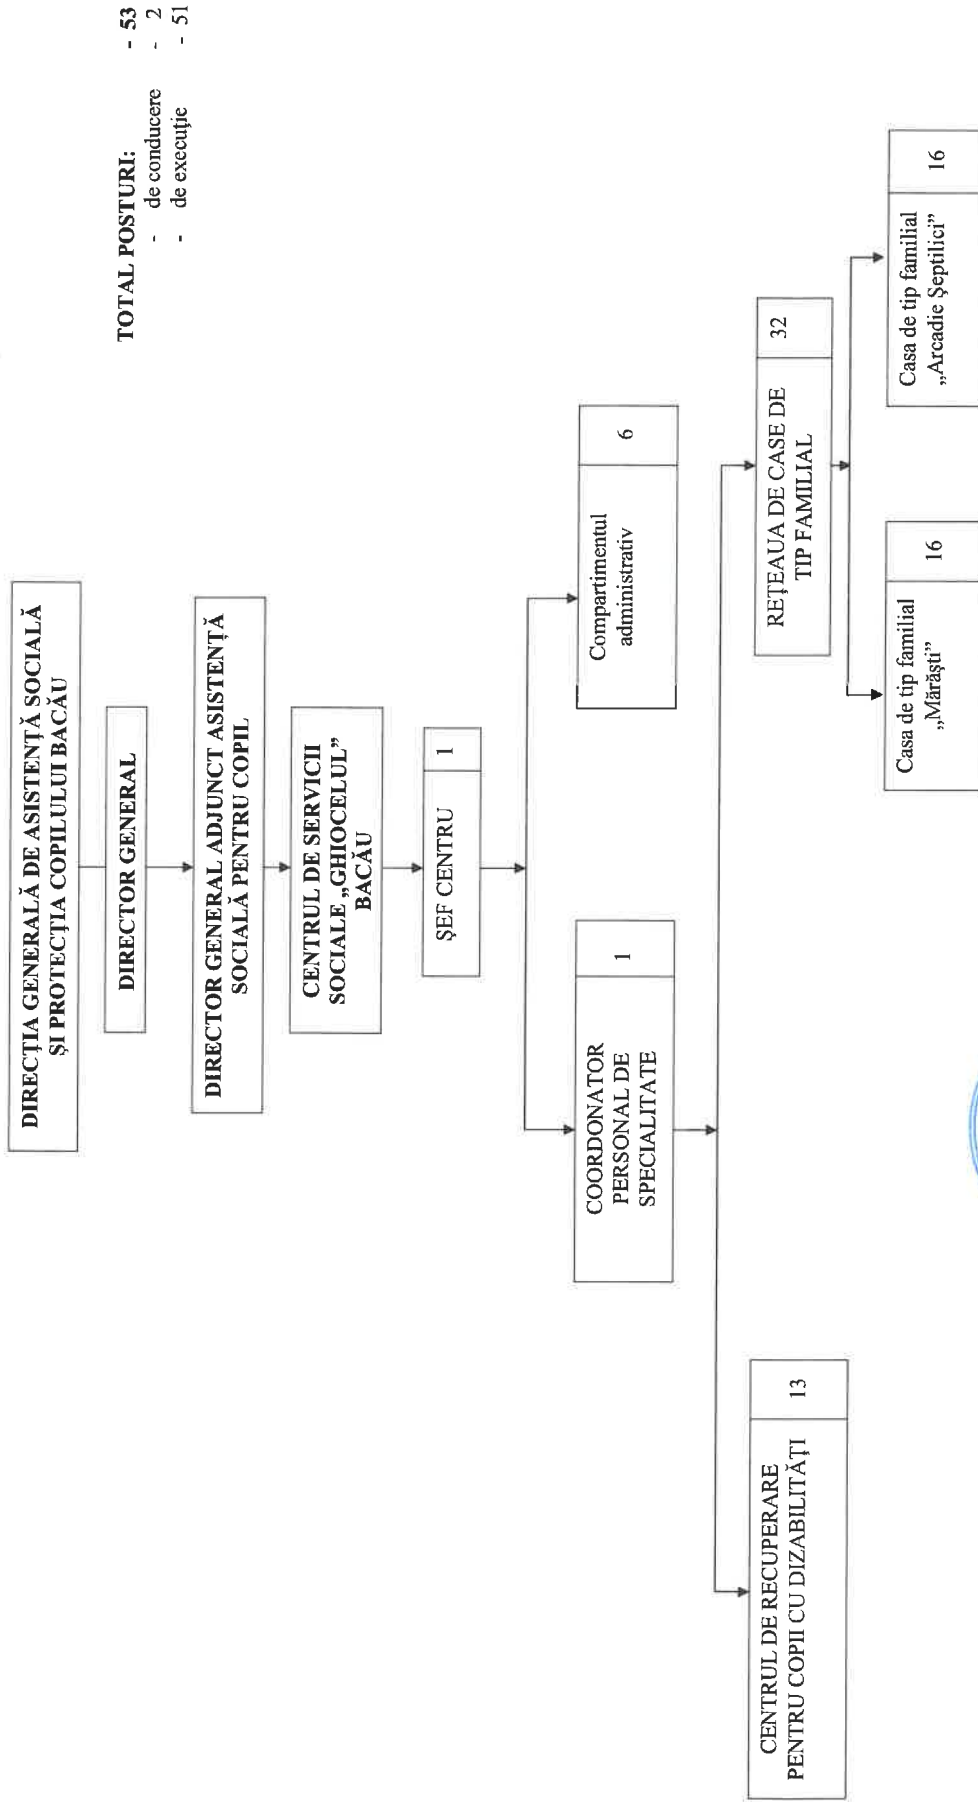 DIRECȚIA GENERALĂ DE ASISTENȚĂ SOCIALĂ
ȘI PROTECȚIA COPILULUI BACĂU
TOTAL POSTURI: - 53
- de conducere - 2
- de execuție - 51
DIRECTOR GENERAL
DIRECTOR GENERAL ADJUNCT ASISTENȚĂ
SOCIALĂ PENTRU COPIL
CENTRUL DE SERVICII
SOCIALE „GHIOCELUL”
BACĂU
ȘEF CENTRU 1
COORDONATOR
PERSONAL DE
SPECIALITATE
1
Compartimentul
administrativ
6
CENTRUL DE RECUPERARE
PENTRU COPII CU DIZABILITĂȚI
13
REȚEAUA DE CASE DE
TIP FAMILIAL
32
Casa de tip familial
„Mărăști”
16
Casa de tip familial
„Arcadie Șeptilici”
16